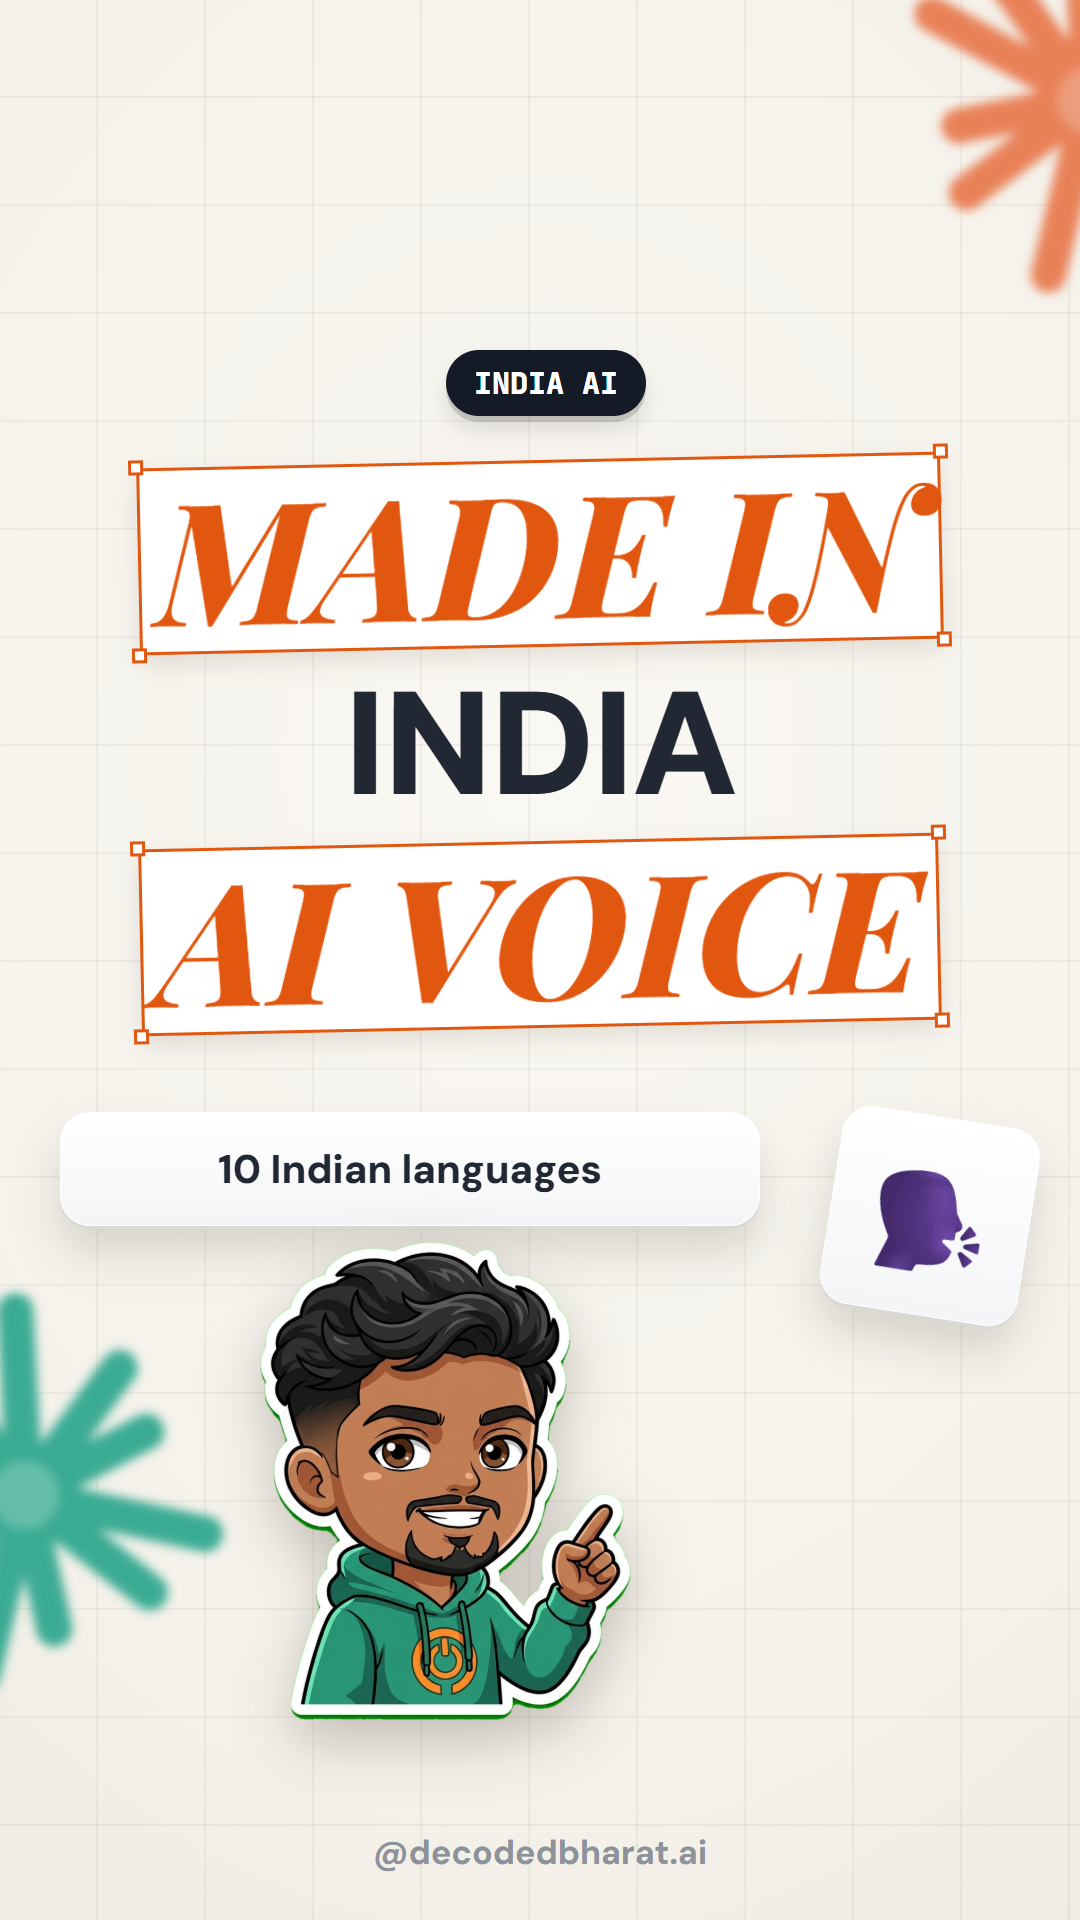 INDIA AI
MADE IN
INDIA
AI VOICE
10 Indian languages
@decodedbharat.ai